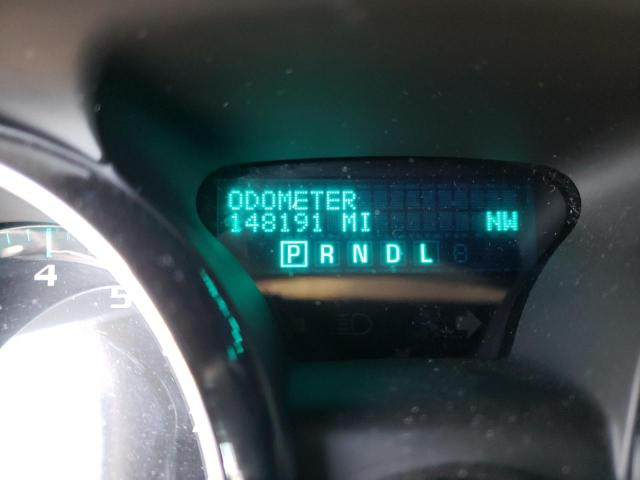 ODOMETER
148191 MI NW
P R N D L
4
5